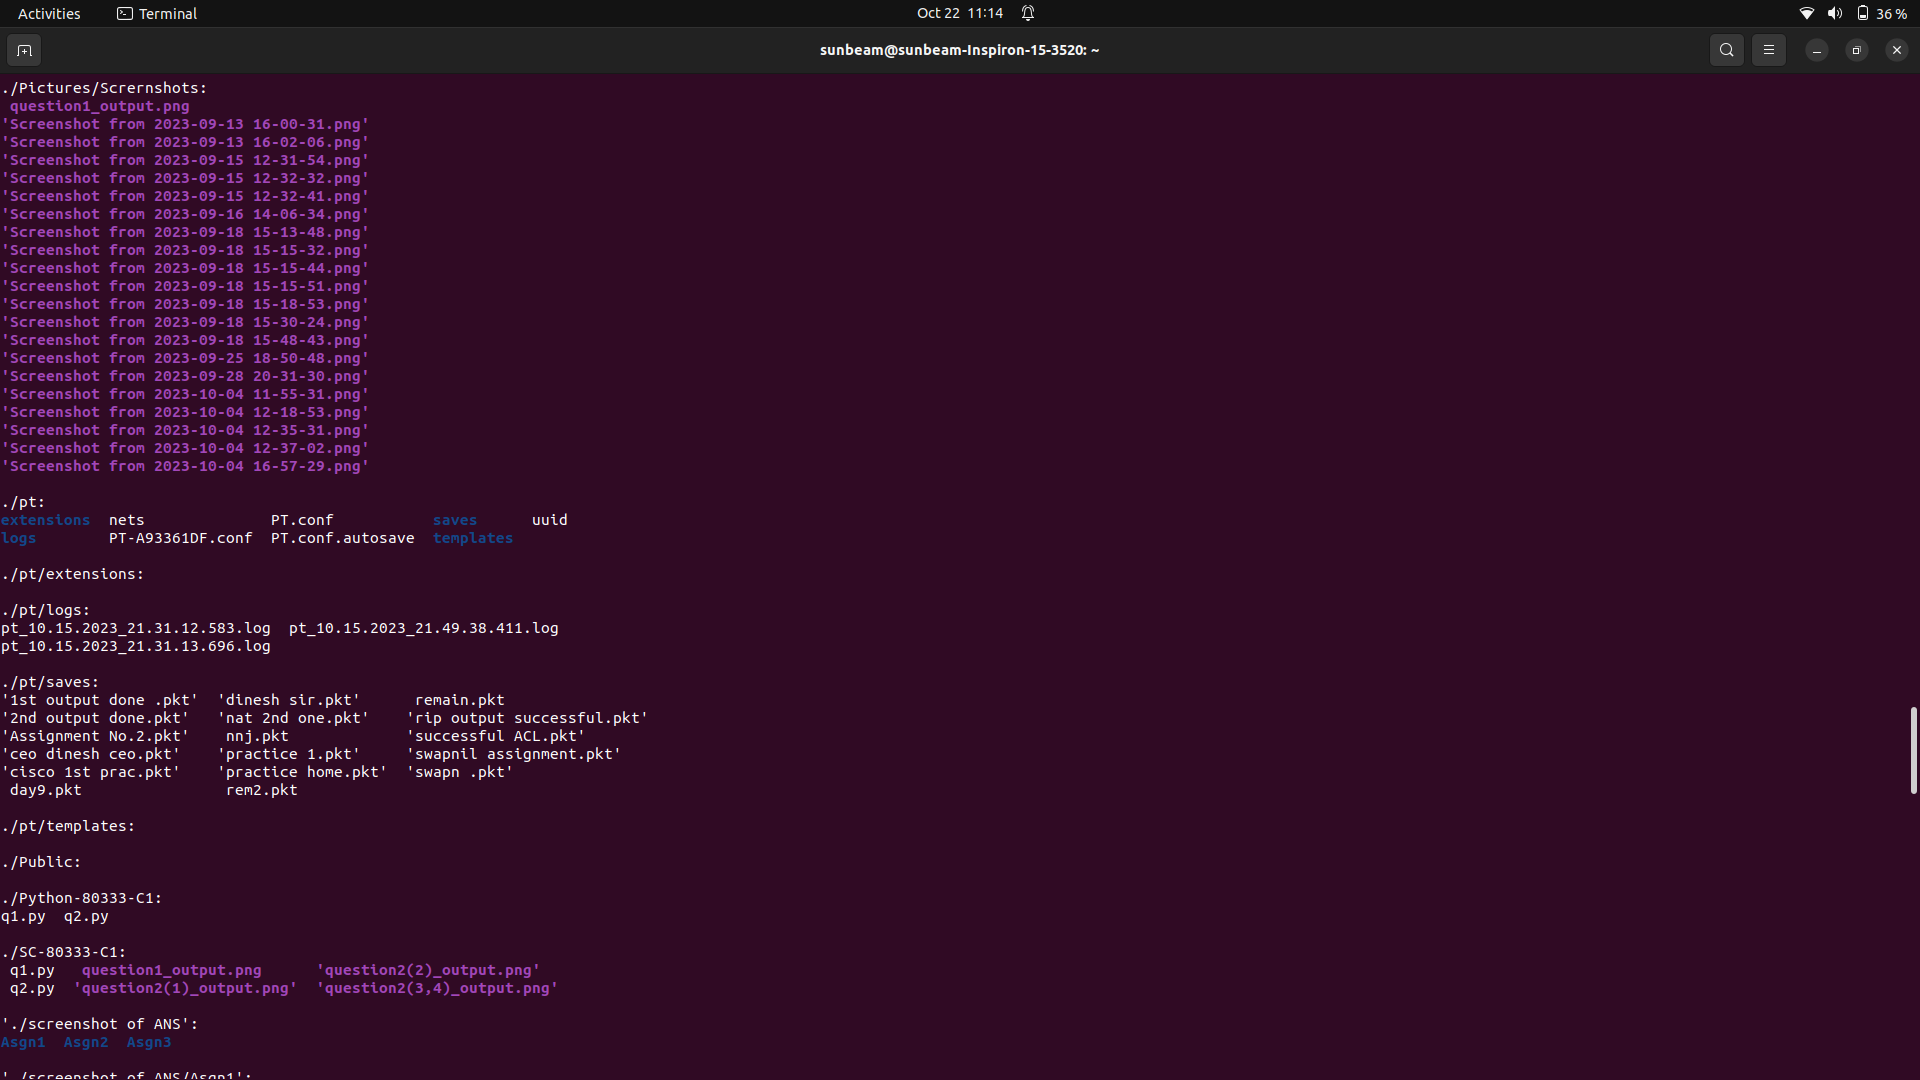 Activities Terminal Oct 22 11:14 36 %
sunbeam@sunbeam-Inspiron-15-3520: ~
./Pictures/Scrernshots:
question1_output.png
'Screenshot from 2023-09-13 16-00-31.png'
'Screenshot from 2023-09-13 16-02-06.png'
'Screenshot from 2023-09-15 12-31-54.png'
'Screenshot from 2023-09-15 12-32-32.png'
'Screenshot from 2023-09-15 12-32-41.png'
'Screenshot from 2023-09-16 14-06-34.png'
'Screenshot from 2023-09-18 15-13-48.png'
'Screenshot from 2023-09-18 15-15-32.png'
'Screenshot from 2023-09-18 15-15-44.png'
'Screenshot from 2023-09-18 15-15-51.png'
'Screenshot from 2023-09-18 15-18-53.png'
'Screenshot from 2023-09-18 15-30-24.png'
'Screenshot from 2023-09-18 15-48-43.png'
'Screenshot from 2023-09-25 18-50-48.png'
'Screenshot from 2023-09-28 20-31-30.png'
'Screenshot from 2023-10-04 11-55-31.png'
'Screenshot from 2023-10-04 12-18-53.png'
'Screenshot from 2023-10-04 12-35-31.png'
'Screenshot from 2023-10-04 12-37-02.png'
'Screenshot from 2023-10-04 16-57-29.png'
./pt:
extensions nets PT.conf saves uuid
logs PT-A93361DF.conf PT.conf.autosave templates
./pt/extensions:
./pt/logs:
pt_10.15.2023_21.31.12.583.log pt_10.15.2023_21.49.38.411.log
pt_10.15.2023_21.31.13.696.log
./pt/saves:
'1st output done .pkt' 'dinesh sir.pkt' remain.pkt
'2nd output done.pkt' 'nat 2nd one.pkt' 'rip output successful.pkt'
'Assignment No.2.pkt' nnj.pkt 'successful ACL.pkt'
'ceo dinesh ceo.pkt' 'practice 1.pkt' 'swapnil assignment.pkt'
'cisco 1st prac.pkt' 'practice home.pkt' 'swapn .pkt'
day9.pkt rem2.pkt
./pt/templates:
./Public:
./Python-80333-C1:
q1.py q2.py
./SC-80333-C1:
q1.py question1_output.png 'question2(2)_output.png'
q2.py 'question2(1)_output.png' 'question2(3,4)_output.png'
'./screenshot of ANS':
Asgn1 Asgn2 Asgn3
'./screenshot of ANS/Asgn1':